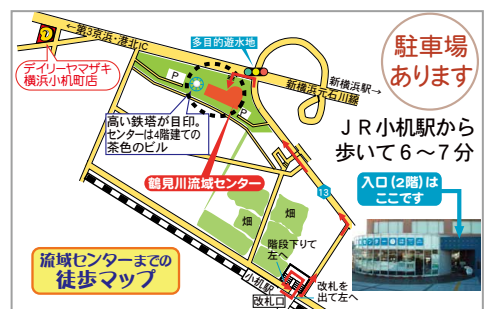 ←第3京浜・港北IC
多目的遊水地
駐車場
あります
デイリーヤマザキ
横浜小机町店
P
新横浜駅→
新横浜元石川線
P
高い鉄塔が目印。
センターは4階建ての
茶色のビル
JR小机駅から
歩いて6～7分
鶴見川流域センター
13
入口(2階)は
ここです
畑
畑
階段下りて
左へ
流域センターまでの
徒歩マップ
小机駅
改札口
改札を
出て左へ